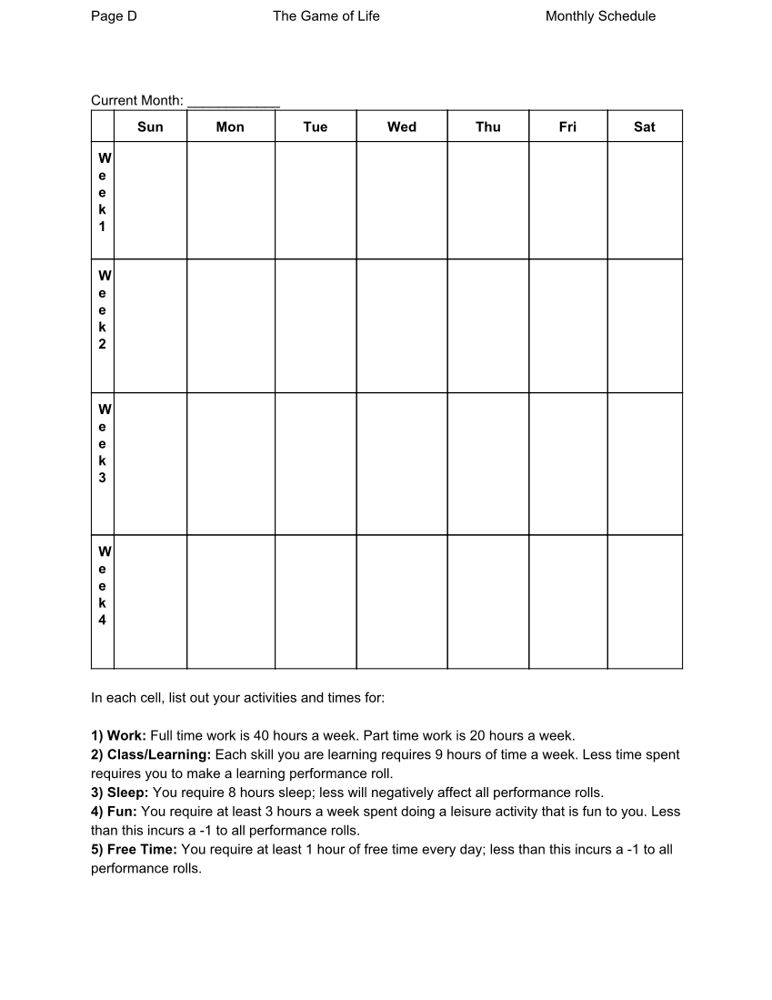 Page D The Game of Life Monthly Schedule
Current Month: ____________
Sun Mon Tue Wed Thu Fri Sat
W
e
e
k
1
W
e
e
k
2
W
e
e
k
3
W
e
e
k
4
In each cell, list out your activities and times for:
1) Work: Full time work is 40 hours a week. Part time work is 20 hours a week.
2) Class/Learning: Each skill you are learning requires 9 hours of time a week. Less time spent
requires you to make a learning performance roll.
3) Sleep: You require 8 hours sleep; less will negatively affect all performance rolls.
4) Fun: You require at least 3 hours a week spent doing a leisure activity that is fun to you. Less
than this incurs a -1 to all performance rolls.
5) Free Time: You require at least 1 hour of free time every day; less than this incurs a -1 to all
performance rolls.